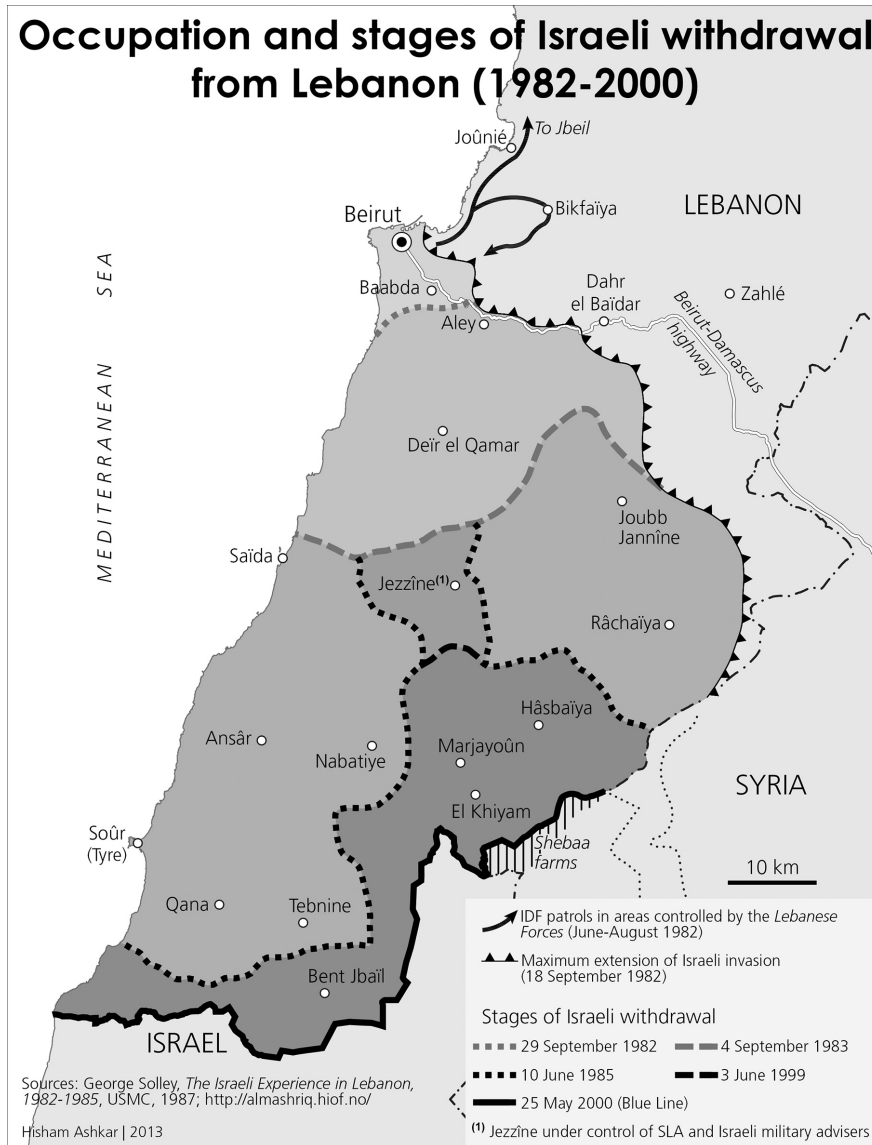 Occupation and stages of Israeli withdrawal
from Lebanon (1982-2000)
To Jbeil
Joûnié
Bikfaïya
LEBANON
Beirut
MEDITERRANEAN SEA
Baabda
Dahr
el Baïdar
Zahlé
Aley
Beirut-Damascus
highway
Deïr el Qamar
Joubb
Jannîne
Saïda
Jezzîne(1)
Râchaïya
Hâsbaïya
Ansâr
Nabatiye
Marjayoûn
SYRIA
El Khiyam
Soûr
(Tyre)
Shebaa
farms
10 km
Qana
Tebnine
Bent Jbaïl
ISRAEL
IDF patrols in areas controlled by the Lebanese
Forces (June-August 1982)
Maximum extension of Israeli invasion
(18 September 1982)
Stages of Israeli withdrawal
29 September 1982
4 September 1983
10 June 1985
3 June 1999
25 May 2000 (Blue Line)
(1) Jezzîne under control of SLA and Israeli military advisers
Sources: George Solley, The Israeli Experience in Lebanon,
1982-1985, USMC, 1987; http://almashriq.hiof.no/
Hisham Ashkar | 2013